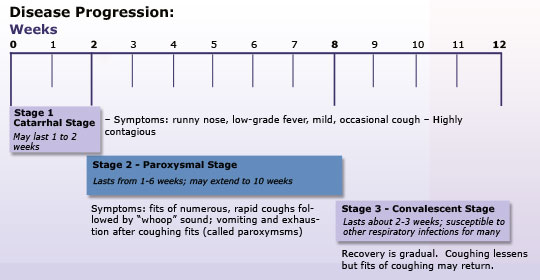 Disease Progression:
Weeks
0 1 2 3 4 5 6 7 8 9 10 11 12
Stage 1
Catarrhal Stage
May last 1 to 2
weeks
– Symptoms: runny nose, low-grade fever, mild, occasional cough – Highly
contagious
Stage 2 - Paroxysmal Stage
Lasts from 1-6 weeks; may extend to 10 weeks
Symptoms: fits of numerous, rapid coughs fol-
lowed by “whoop” sound; vomiting and exhaus-
tion after coughing fits (called paroxymsms)
Stage 3 - Convalescent Stage
Lasts about 2-3 weeks; susceptible to
other respiratory infections for many
Recovery is gradual.  Coughing lessens
but fits of coughing may return.